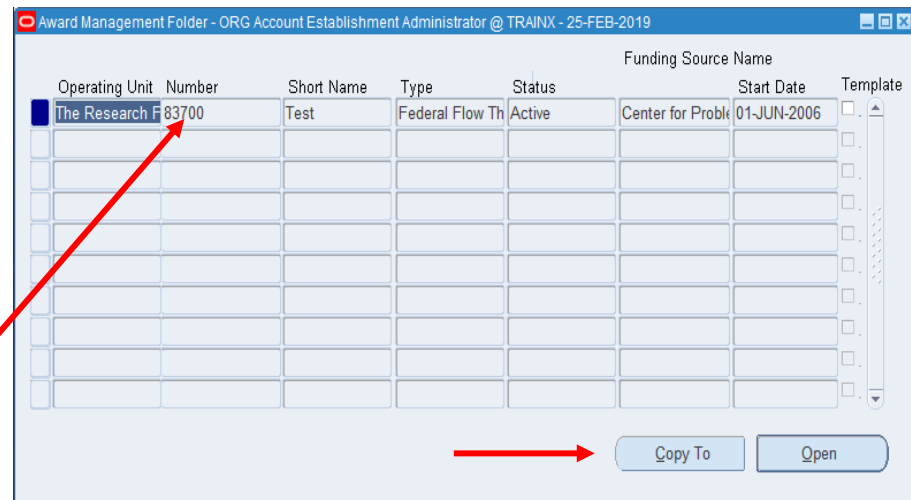 Award Management Folder - ORG Account Establishment Administrator @ TRAINX - 25-FEB-2019
Funding Source Name
Operating Unit Number Short Name Type Status Start Date Template
The Research F 83700 Test Federal Flow Th Active Center for Proble 01-JUN-2006
Copy To Open